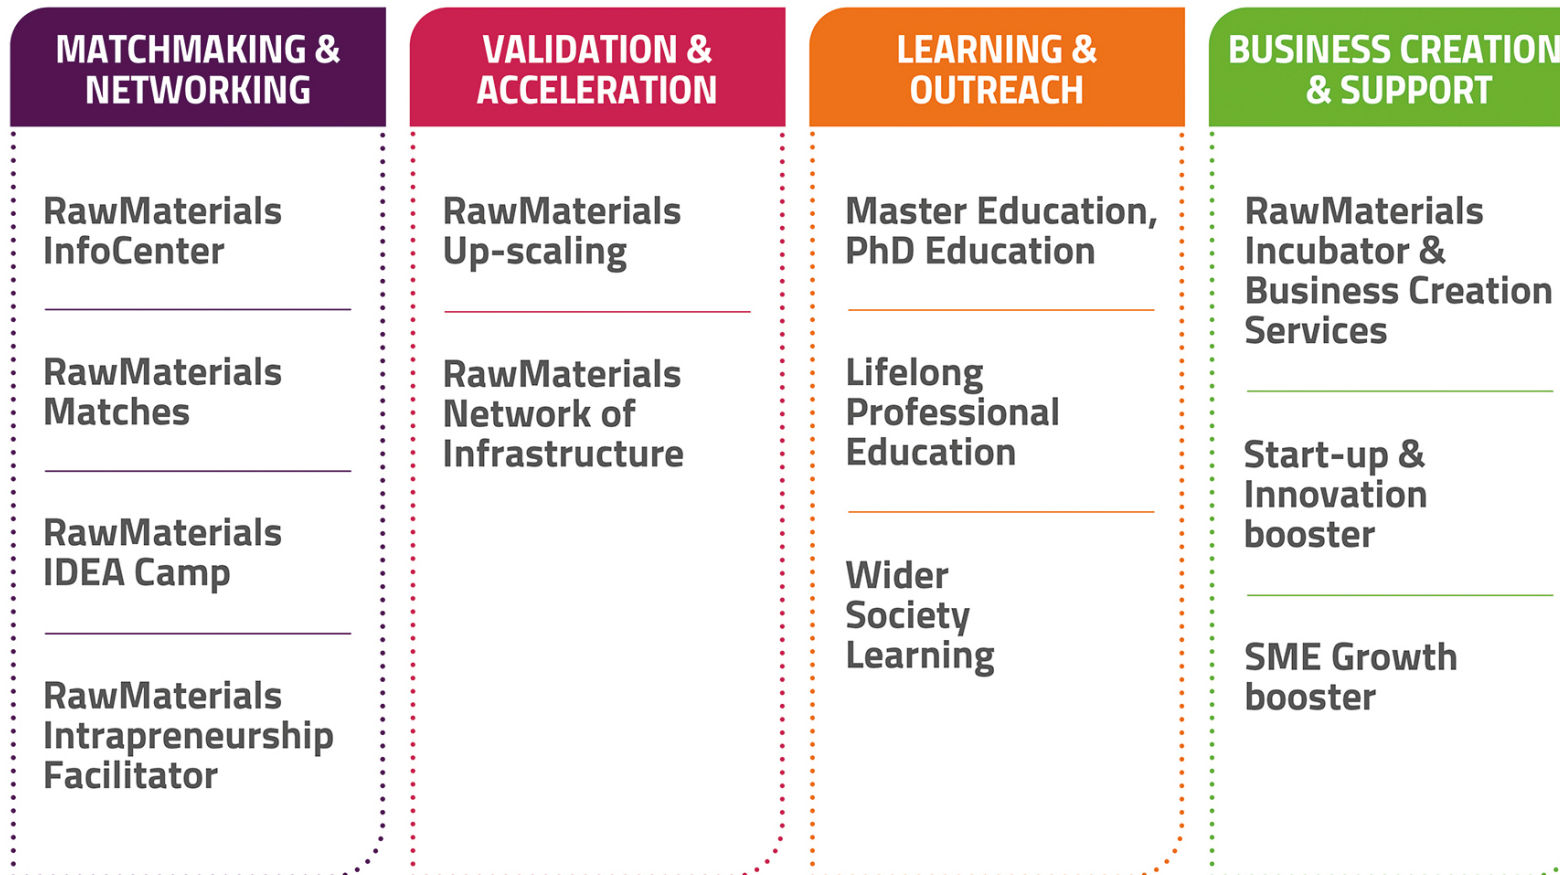 MATCHMAKING &
NETWORKING
RawMaterials
InfoCenter
RawMaterials
Matches
RawMaterials
IDEA Camp
RawMaterials
Intrapreneurship
Facilitator
VALIDATION &
ACCELERATION
RawMaterials
Up-scaling
RawMaterials
Network of
Infrastructure
LEARNING &
OUTREACH
Master Education,
PhD Education
Lifelong
Professional
Education
Wider
Society
Learning
BUSINESS CREATION
& SUPPORT
RawMaterials
Incubator &
Business Creation
Services
Start-up &
Innovation
booster
SME Growth
booster